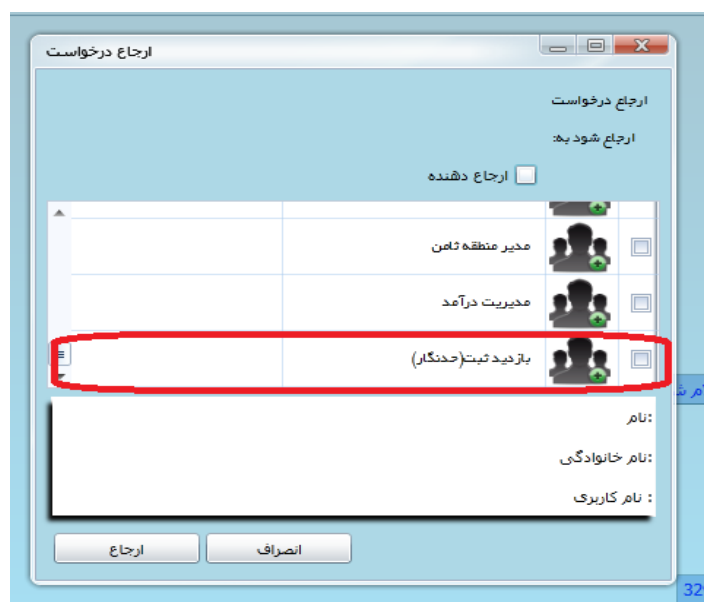 ارجاع درخواست
ارجاع درخواست
ارجاع شود به:
ارجاع دهنده
مدیر منطقه ثامن
مدیریت درآمد
بازدید ثبت(حدنگار)
نام:
نام خانوادگی:
نام کاربری :
انصراف
ارجاع
329